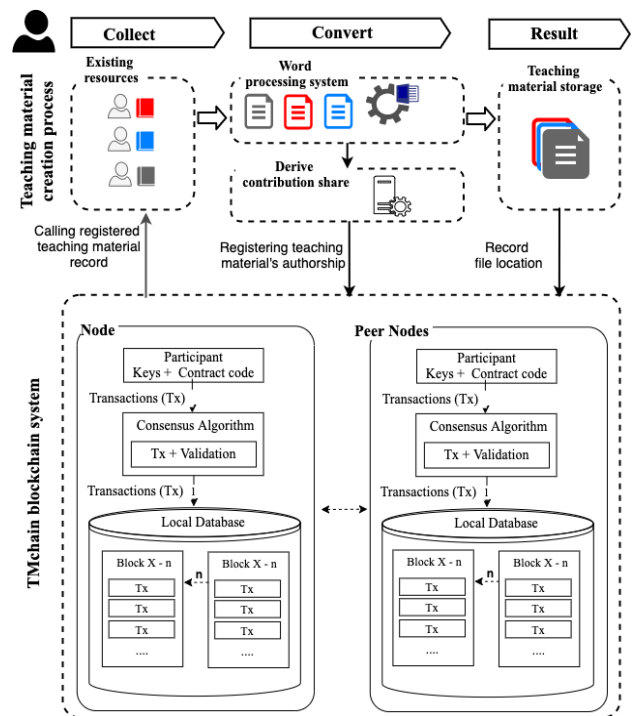 Collect
Convert
Result
Teaching material
creation process
Existing
resources
Word
processing system
Teaching
material storage
Derive
contribution share
Calling registered
teaching material
record
Registering teaching
material's authorship
Record
file location
TMchain blockchain system
Node
Participant
Keys + Contract code
Transactions (Tx)
Consensus Algorithm
Tx + Validation
Transactions (Tx)
Local Database
Block X - n
Tx
Tx
Tx
....
n
Block X - n
Tx
Tx
Tx
....
Peer Nodes
Participant
Keys + Contract code
Transactions (Tx)
Consensus Algorithm
Tx + Validation
Transactions (Tx)
Local Database
Block X - n
Tx
Tx
Tx
....
n
Block X - n
Tx
Tx
Tx
....